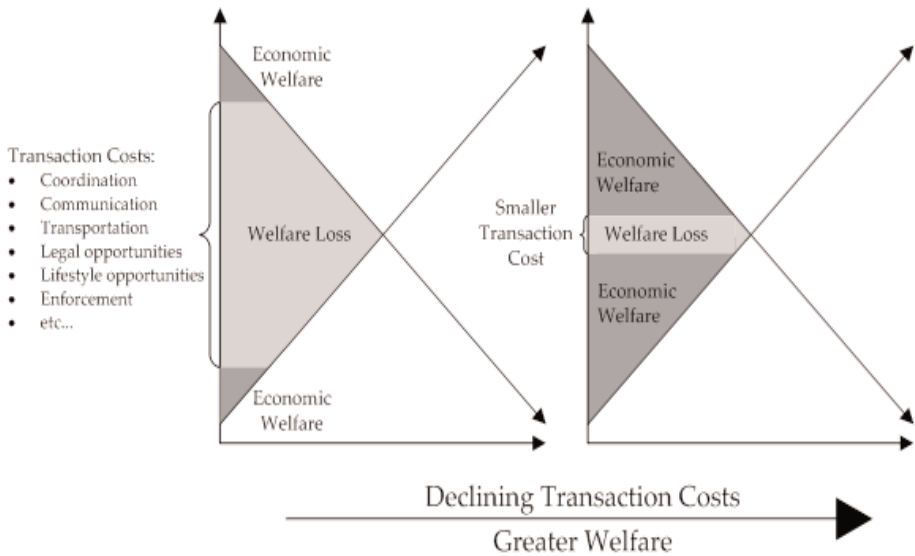 Economic
Welfare
Transaction Costs:
• Coordination
• Communication
• Transportation
• Legal opportunities
• Lifestyle opportunities
• Enforcement
• etc...
Welfare Loss
Economic
Welfare
Economic
Welfare
Smaller
Transaction
Cost
Welfare Loss
Economic
Welfare
Declining Transaction Costs
Greater Welfare